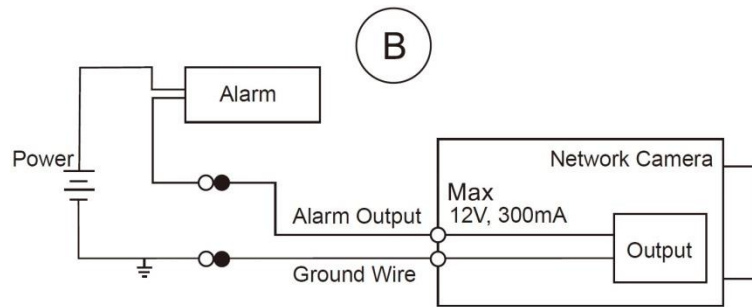 B
Alarm
Power
Network Camera
Max
12V, 300mA
Alarm Output
Output
Ground Wire